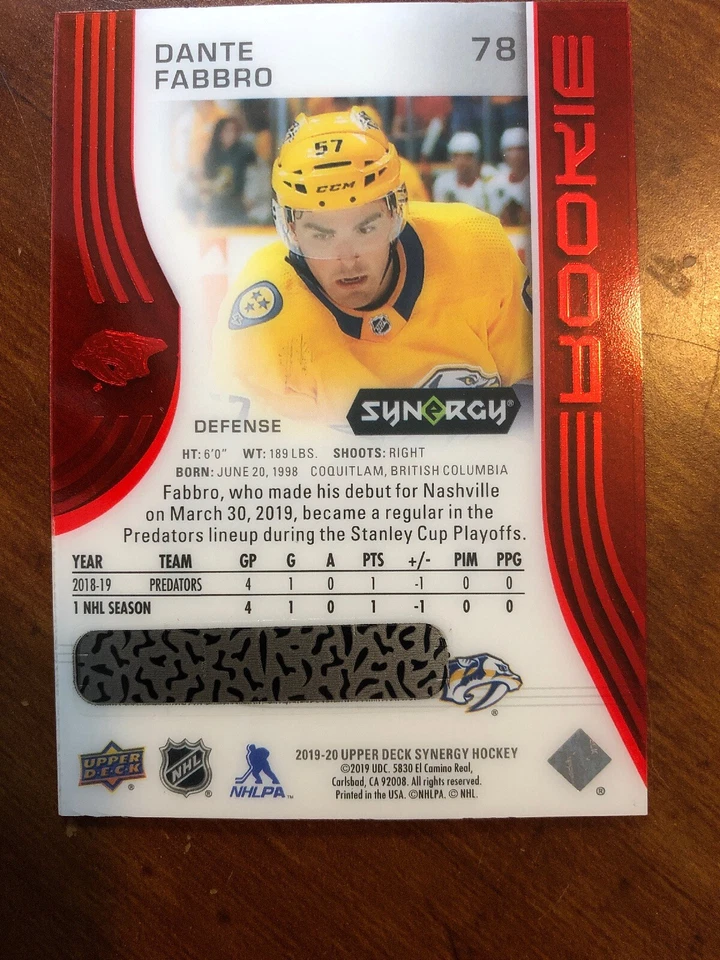 DANTE
FABBRO
78
ROOKIE
57
CCM
SYNERGY®
DEFENSE
HT: 6'0" WT: 189 LBS. SHOOTS: RIGHT
BORN: JUNE 20, 1998 COQUITLAM, BRITISH COLUMBIA
Fabbro, who made his debut for Nashville
on March 30, 2019, became a regular in the
Predators lineup during the Stanley Cup Playoffs.
YEAR TEAM GP G A PTS +/- PIM PPG
2018-19 PREDATORS 4 1 0 1 -1 0 0
1 NHL SEASON 4 1 0 1 -1 0 0
UPPER
D·E·C·K
®
NHL
®
NHLPA™
2019-20 UPPER DECK SYNERGY HOCKEY
©2019 UDC. 5830 El Camino Real,
Carlsbad, CA 92008. All rights reserved.
Printed in the USA. ©NHLPA. © NHL.
®